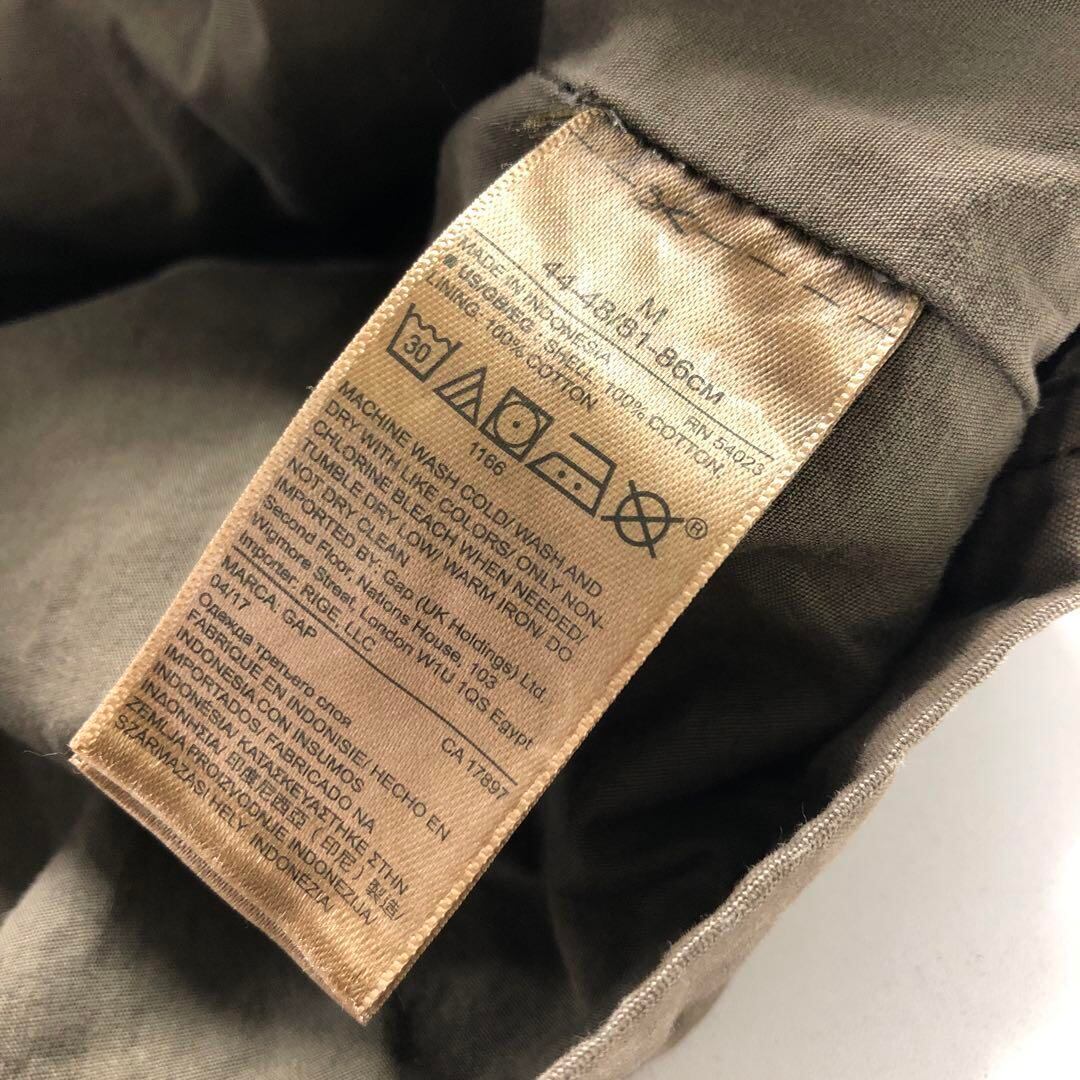 M
44-48/81-86CM
MADE IN INDONESIA RN 54023
US/GB/EG. SHELL. 100% COTTON.
LINING. 100% COTTON
30
1166
®
MACHINE WASH COLD/ WASH AND
DRY WITH LIKE COLORS/ ONLY NON-
CHLORINE BLEACH WHEN NEEDED/
TUMBLE DRY LOW/ WARM IRON/ DO
NOT DRY CLEAN
IMPORTED BY: Gap (UK Holdings) Ltd.
Second Floor, Nations House, 103
Wigmore Street, London W1U 1QS Egypt
Importer RIGE, LLC
MARCA: GAP CA 17897
04/17
Одежда третьего слоя
FABRIQUE EN INDONISIE/ HECHO EN
INDONESIA CON INSUMOS
IMPORTADOS/ FABRICADO NA
INDONÉSIA/ ΚΑΤΑΣΚΕΥΑΣΤΗΚΕ ΣΤΗΝ
ΙΝΔΟΝΗΣΙΑ/ 印度尼西亞 ( 印尼 ) 製造/
ZEMLJA PROIZVODNJE INDONEZIJA/
SZÁRMAZÁSI HELY INDONÉZIA